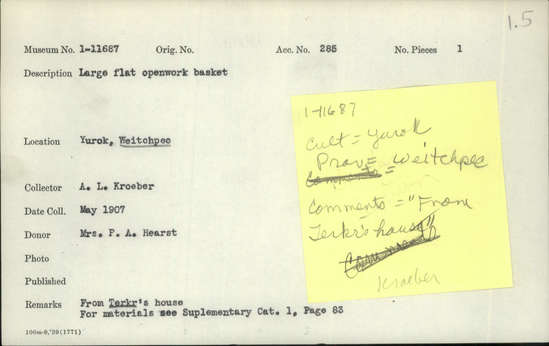 1.5
Museum No. 1-11687 Orig. No. Acc. No. 285 No. Pieces 1
Description Large flat openwork basket
Location Yurok, Weitchpec
Collector A. L. Kroeber
Date Coll. May 1907
Donor Mrs. P. A. Hearst
Photo
Published
Remarks From Terkr's house
For materials see Suplementary Cat. 1, Page 83
100m-8,'29(1771)
1-11687
Cult = Yurok
Prov = Weitchpec
Comments =
Comments = "From
Terkr's house"
Kroeber